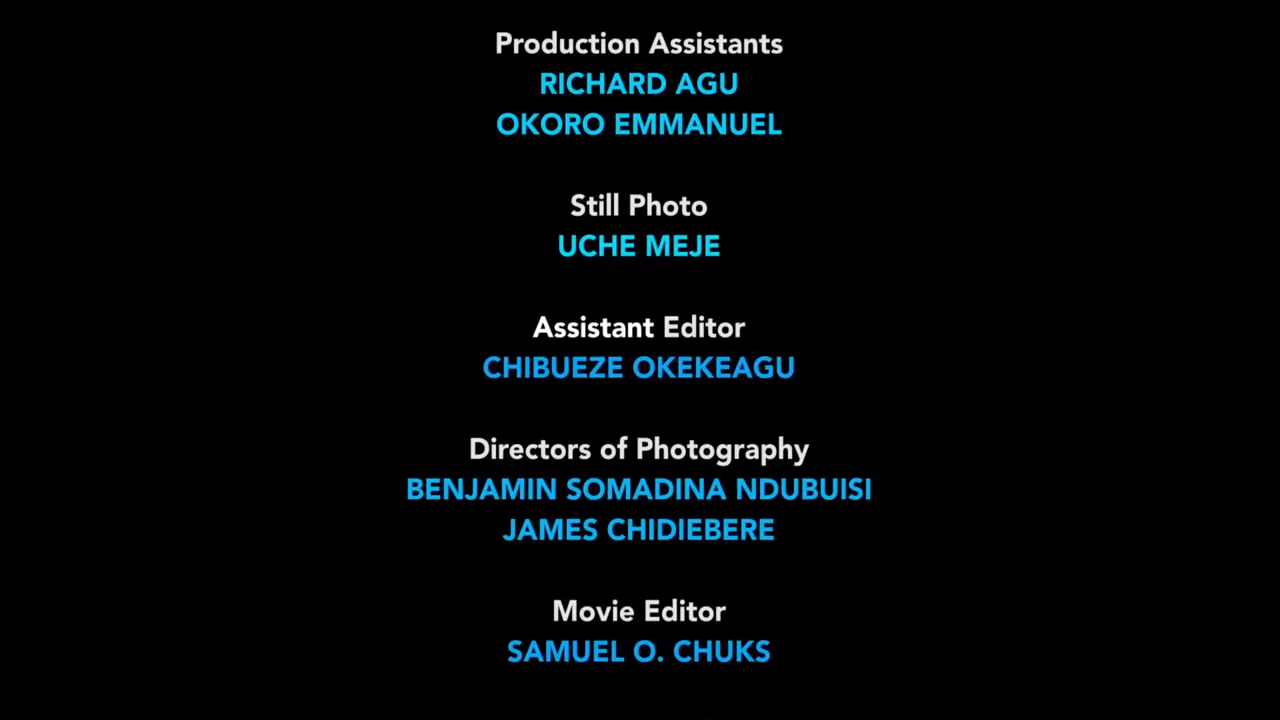 Production Assistants
RICHARD AGU
OKORO EMMANUEL
Still Photo
UCHE MEJE
Assistant Editor
CHIBUEZE OKEKEAGU
Directors of Photography
BENJAMIN SOMADINA NDUBUISI
JAMES CHIDIEBERE
Movie Editor
SAMUEL O. CHUKS